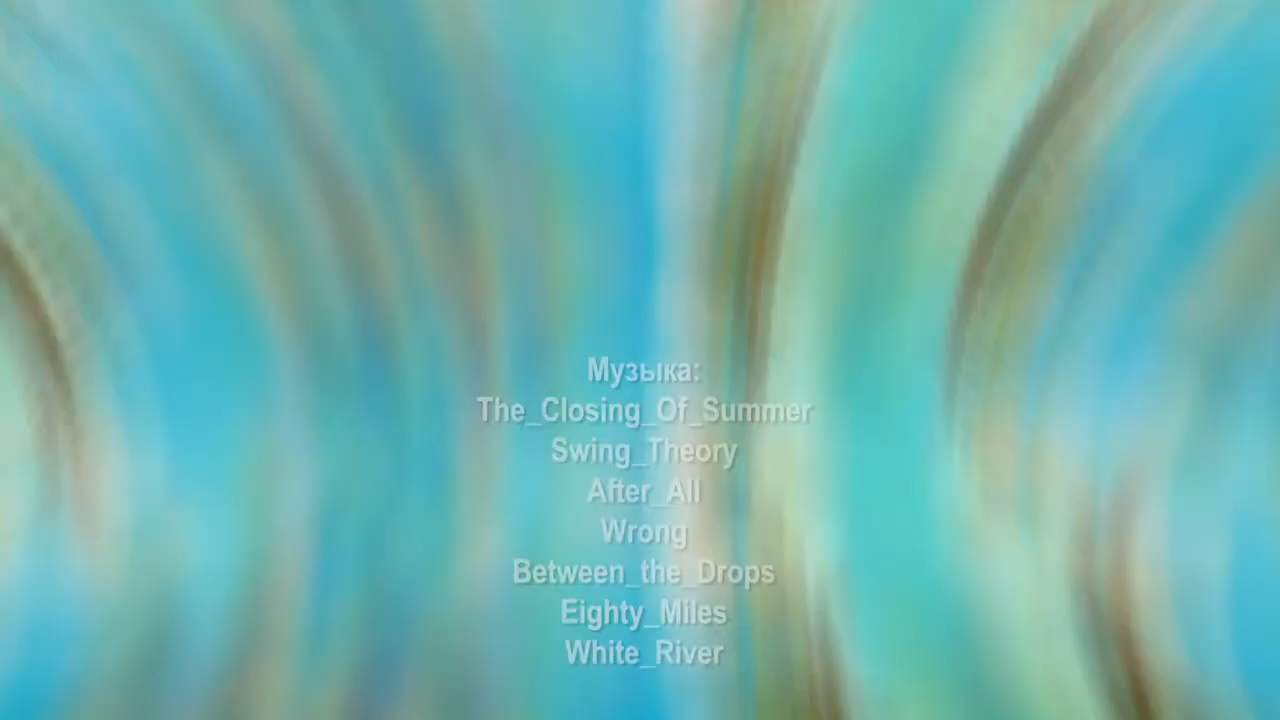 Музыка:
The_Closing_Of_Summer
Swing_Theory
After_All
Wrong
Between_the_Drops
Eighty_Miles
White_River